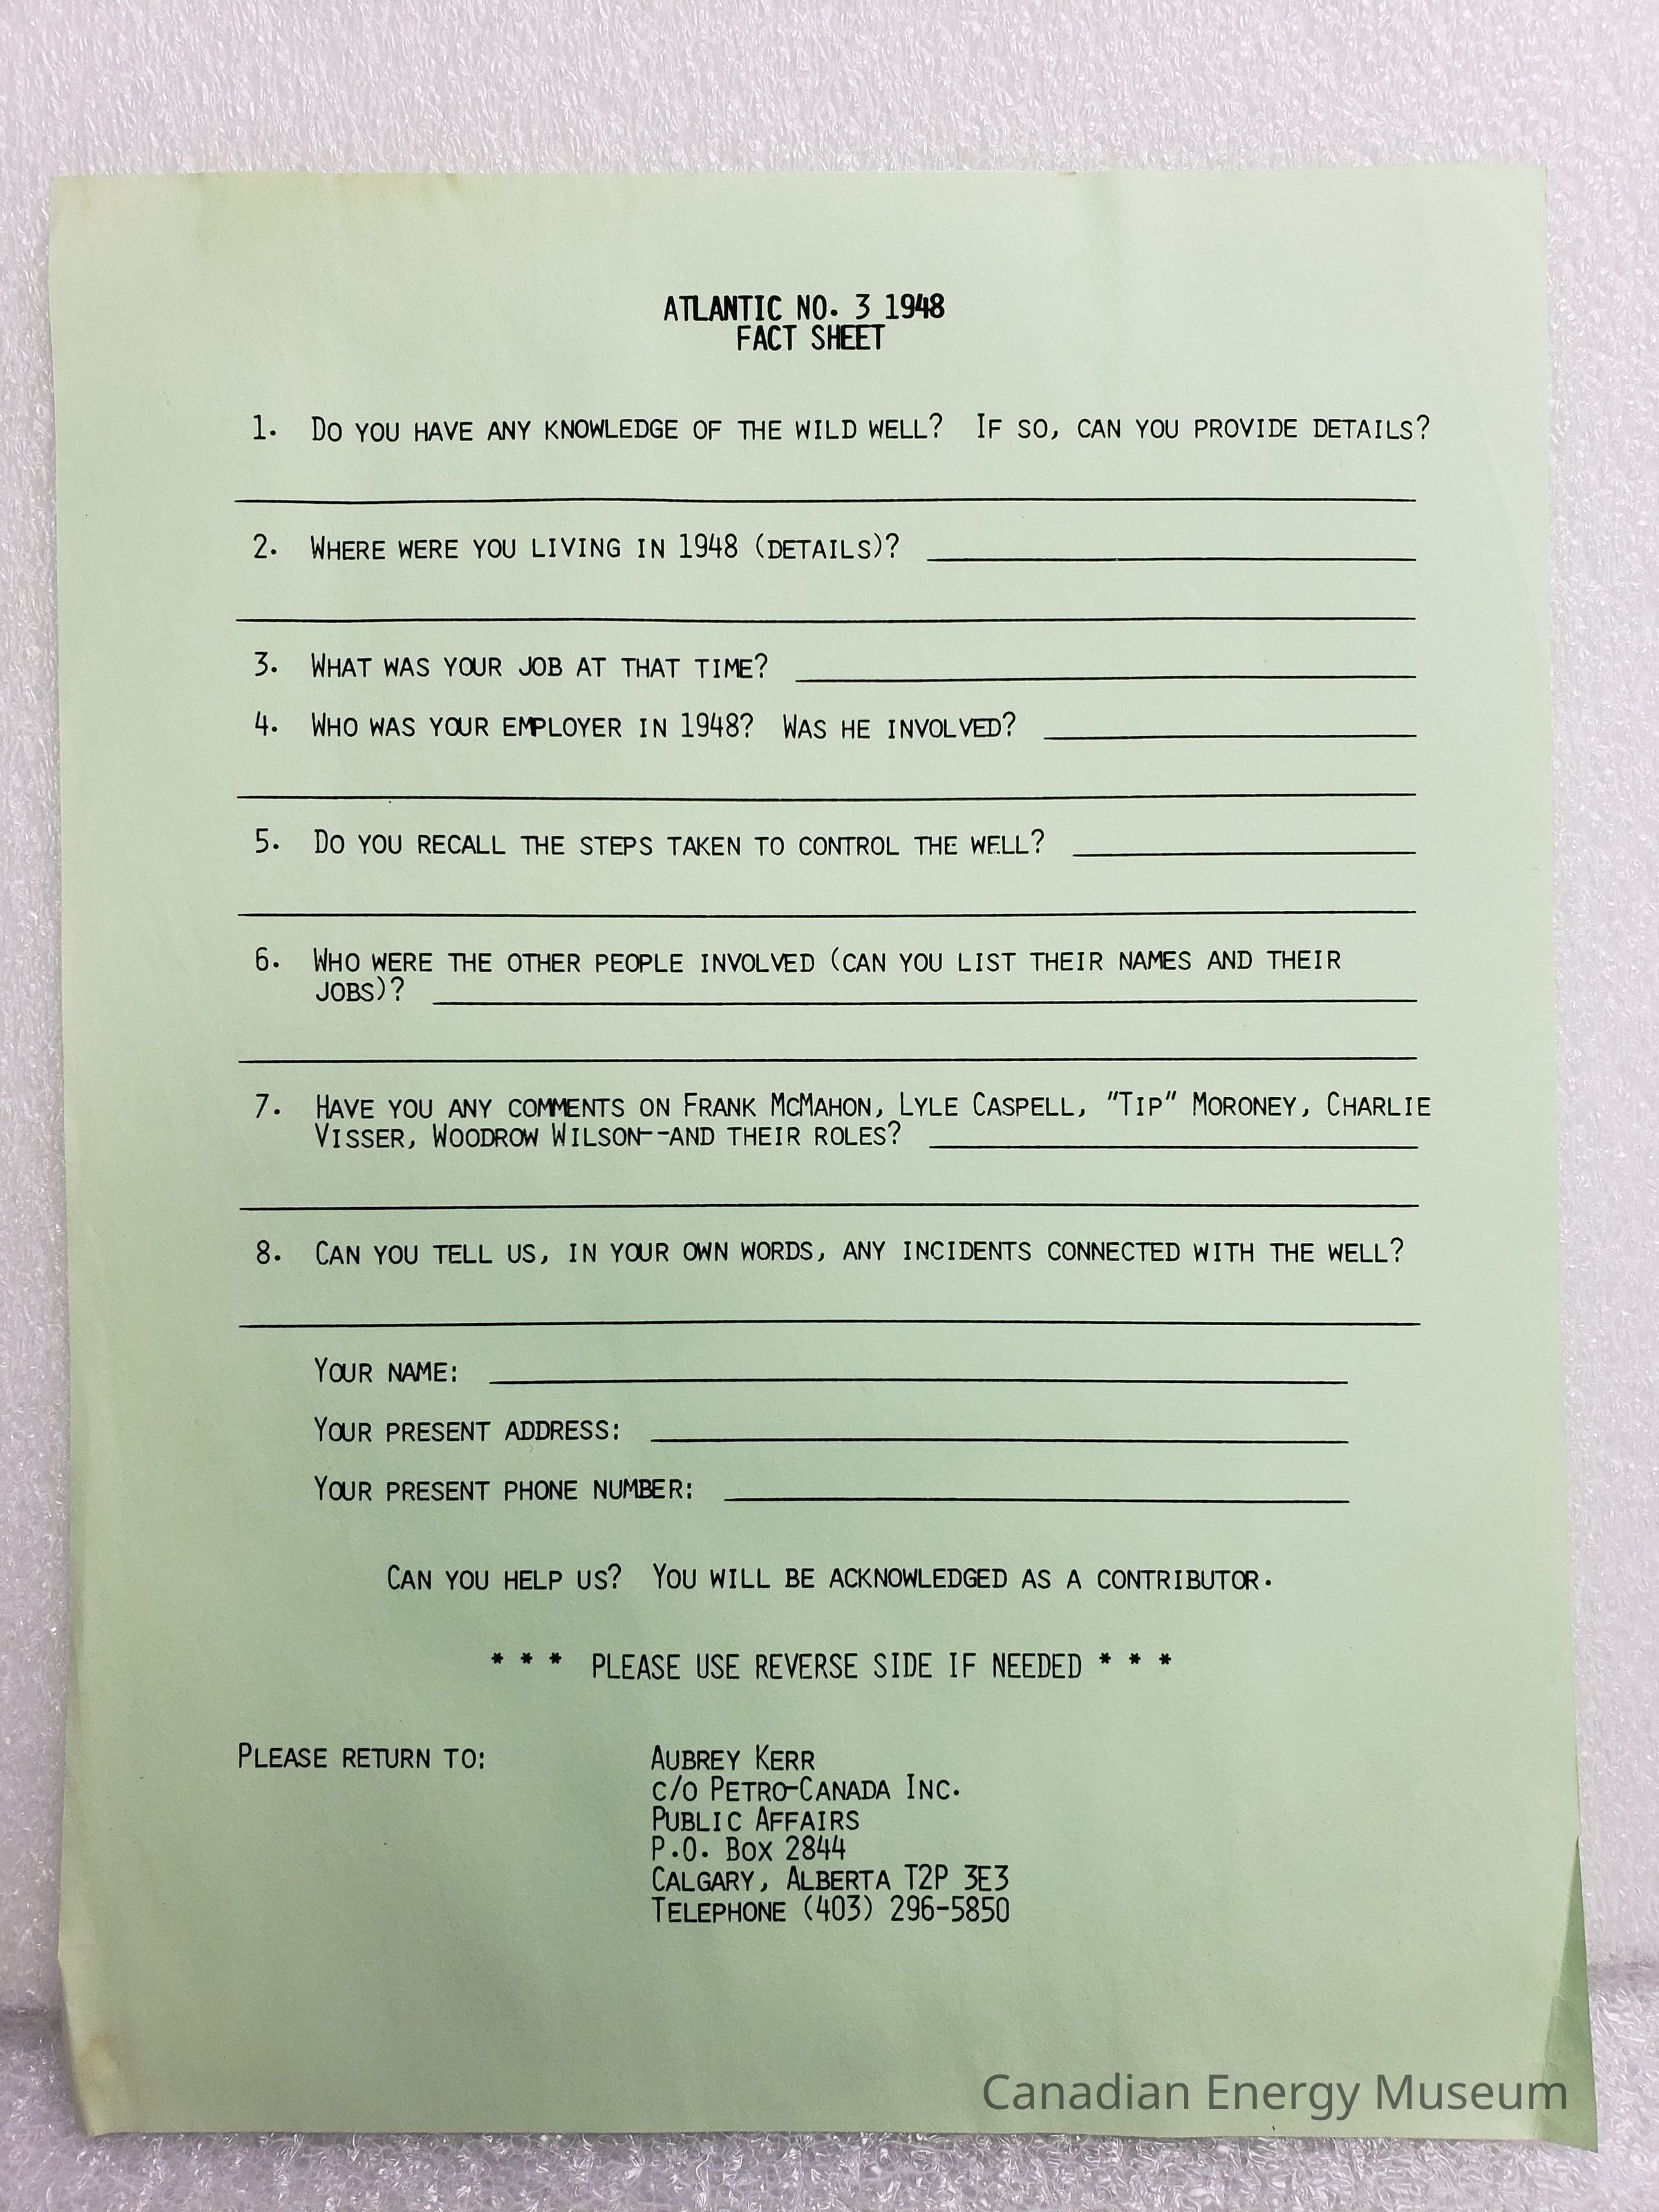 ATLANTIC NO. 3 1948
FACT SHEET
1. DO YOU HAVE ANY KNOWLEDGE OF THE WILD WELL? IF SO, CAN YOU PROVIDE DETAILS?
2. WHERE WERE YOU LIVING IN 1948 (DETAILS)?
3. WHAT WAS YOUR JOB AT THAT TIME?
4. WHO WAS YOUR EMPLOYER IN 1948? WAS HE INVOLVED?
5. DO YOU RECALL THE STEPS TAKEN TO CONTROL THE WELL?
6. WHO WERE THE OTHER PEOPLE INVOLVED (CAN YOU LIST THEIR NAMES AND THEIR
JOBS)?
7. HAVE YOU ANY COMMENTS ON FRANK MCMAHON, LYLE CASPELL, "TIP" MORONEY, CHARLIE
VISSER, WOODROW WILSON--AND THEIR ROLES?
8. CAN YOU TELL US, IN YOUR OWN WORDS, ANY INCIDENTS CONNECTED WITH THE WELL?
YOUR NAME:
YOUR PRESENT ADDRESS:
YOUR PRESENT PHONE NUMBER:
CAN YOU HELP US? YOU WILL BE ACKNOWLEDGED AS A CONTRIBUTOR.
* * * PLEASE USE REVERSE SIDE IF NEEDED * * *
PLEASE RETURN TO: AUBREY KERR
C/O PETRO-CANADA INC.
PUBLIC AFFAIRS
P.O. BOX 2844
CALGARY, ALBERTA T2P 3E3
TELEPHONE (403) 296-5850
Canadian Energy Museum